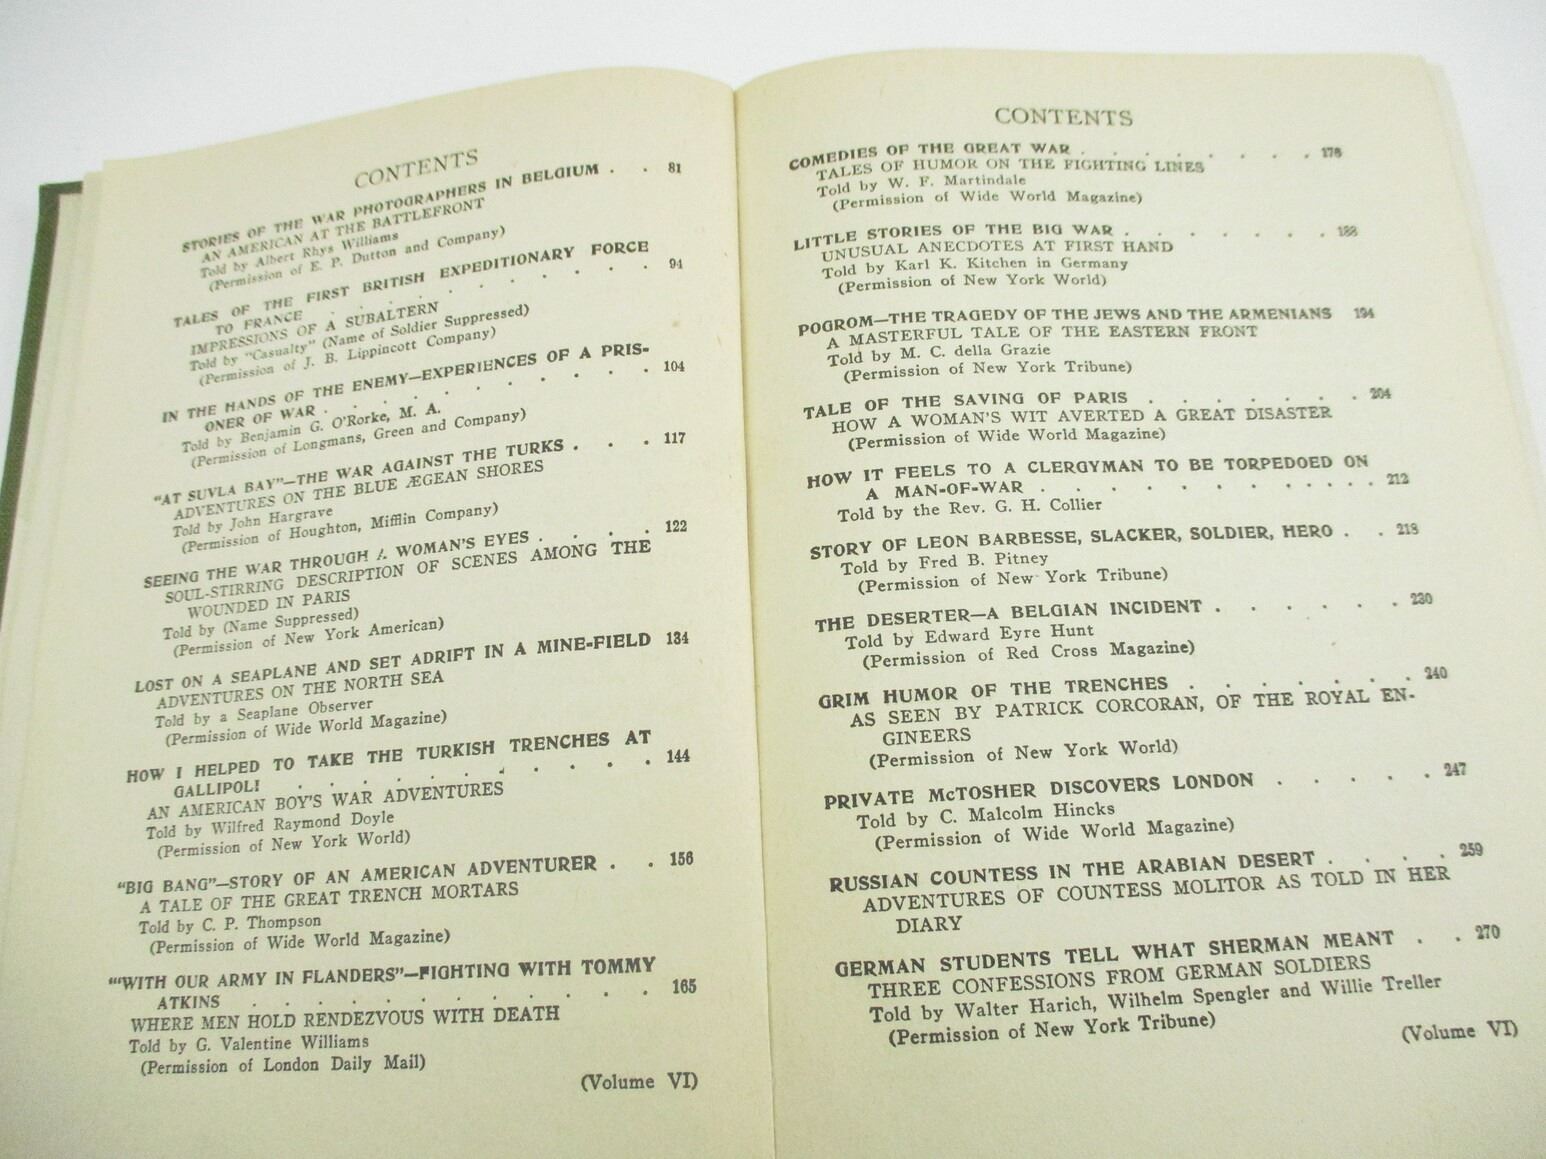 CONTENTS
STORIES OF THE WAR PHOTOGRAPHERS IN BELGIUM . . 81
AN AMERICAN AT THE BATTLEFRONT
Told by Albert Rhys Williams
(Permission of E. P. Dutton and Company)
TALES OF THE FIRST BRITISH EXPEDITIONARY FORCE
TO FRANCE . . . . . . . . . 94
IMPRESSIONS OF A SUBALTERN
Told by "Casualty" (Name of Soldier Suppressed)
(Permission of J. B. Lippincott Company)
IN THE HANDS OF THE ENEMY—EXPERIENCES OF A PRIS-
ONER OF WAR . . . . . . . . . 104
Told by Benjamin G. O'Rorke, M. A.
(Permission of Longmans, Green and Company)
"AT SUVLA BAY"—THE WAR AGAINST THE TURKS . . . 117
ADVENTURES ON THE BLUE ÆGEAN SHORES
Told by John Hargrave
(Permission of Houghton, Mifflin Company)
SEEING THE WAR THROUGH A WOMAN'S EYES . . . . 122
SOUL-STIRRING DESCRIPTION OF SCENES AMONG THE
WOUNDED IN PARIS
Told by (Name Suppressed)
(Permission of New York American)
LOST ON A SEAPLANE AND SET ADRIFT IN A MINE-FIELD 134
ADVENTURES ON THE NORTH SEA
Told by a Seaplane Observer
(Permission of Wide World Magazine)
HOW I HELPED TO TAKE THE TURKISH TRENCHES AT
GALLIPOLI . . . . . . . . . . 144
AN AMERICAN BOY'S WAR ADVENTURES
Told by Wilfred Raymond Doyle
(Permission of New York World)
"BIG BANG"—STORY OF AN AMERICAN ADVENTURER . . 156
A TALE OF THE GREAT TRENCH MORTARS
Told by C. P. Thompson
(Permission of Wide World Magazine)
"'WITH OUR ARMY IN FLANDERS"—FIGHTING WITH TOMMY
ATKINS . . . . . . . . . . . 165
WHERE MEN HOLD RENDEZVOUS WITH DEATH
Told by G. Valentine Williams
(Permission of London Daily Mail)
(Volume VI)
CONTENTS
COMEDIES OF THE GREAT WAR . . . . . . . 176
TALES OF HUMOR ON THE FIGHTING LINES
Told by W. F. Martindale
(Permission of Wide World Magazine)
LITTLE STORIES OF THE BIG WAR . . . . . . . 188
UNUSUAL ANECDOTES AT FIRST HAND
Told by Karl K. Kitchen in Germany
(Permission of New York World)
POGROM—THE TRAGEDY OF THE JEWS AND THE ARMENIANS 194
A MASTERFUL TALE OF THE EASTERN FRONT
Told by M. C. della Grazie
(Permission of New York Tribune)
TALE OF THE SAVING OF PARIS . . . . . . . 204
HOW A WOMAN'S WIT AVERTED A GREAT DISASTER
(Permission of Wide World Magazine)
HOW IT FEELS TO A CLERGYMAN TO BE TORPEDOED ON
A MAN-OF-WAR . . . . . . . . . . . 212
Told by the Rev. G. H. Collier
STORY OF LEON BARBESSE, SLACKER, SOLDIER, HERO . . 218
Told by Fred B. Pitney
(Permission of New York Tribune)
THE DESERTER—A BELGIAN INCIDENT . . . . . . 230
Told by Edward Eyre Hunt
(Permission of Red Cross Magazine)
GRIM HUMOR OF THE TRENCHES . . . . . . . 240
AS SEEN BY PATRICK CORCORAN, OF THE ROYAL EN-
GINEERS
(Permission of New York World)
PRIVATE McTOSHER DISCOVERS LONDON . . . . . 247
Told by C. Malcolm Hincks
(Permission of Wide World Magazine)
RUSSIAN COUNTESS IN THE ARABIAN DESERT . . . . 259
ADVENTURES OF COUNTESS MOLITOR AS TOLD IN HER
DIARY
GERMAN STUDENTS TELL WHAT SHERMAN MEANT . . 270
THREE CONFESSIONS FROM GERMAN SOLDIERS
Told by Walter Harich, Wilhelm Spengler and Willie Treller
(Permission of New York Tribune)
(Volume VI)